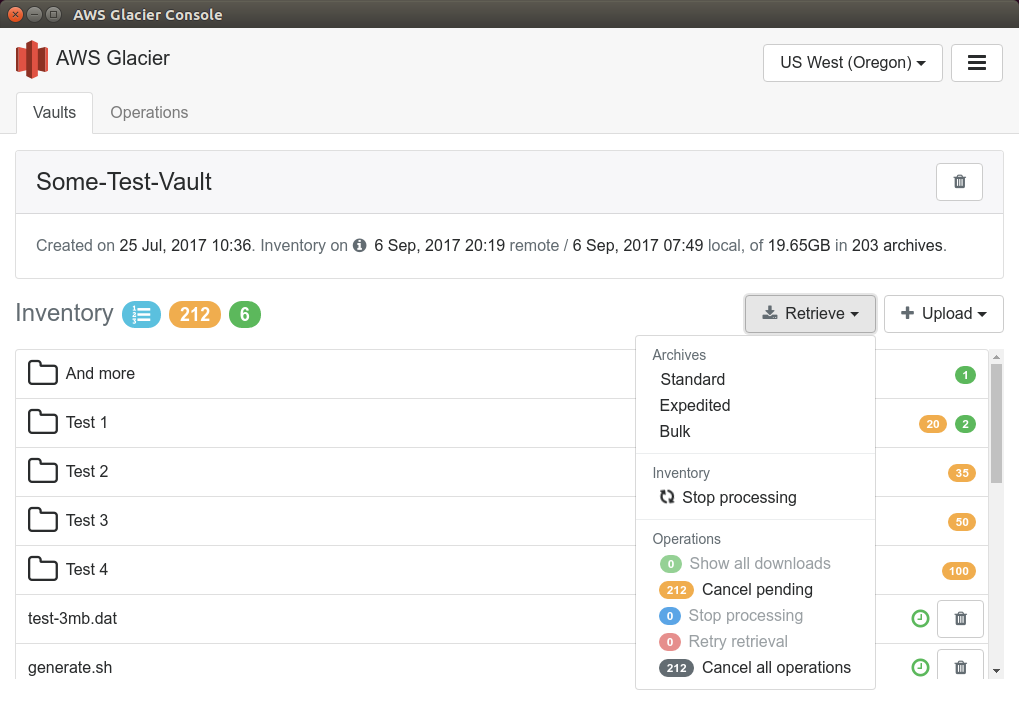 AWS Glacier Console
AWS Glacier
US West (Oregon)
Vaults
Operations
Some-Test-Vault
Created on 25 Jul, 2017 10:36. Inventory on 6 Sep, 2017 20:19 remote / 6 Sep, 2017 07:49 local, of 19.65GB in 203 archives.
Inventory 212 6
Retrieve
Upload
Archives
Standard
Expedited
Bulk
Inventory
Stop processing
Operations
0 Show all downloads
212 Cancel pending
0 Stop processing
0 Retry retrieval
212 Cancel all operations
And more 1
Test 1 20 2
Test 2 35
Test 3 50
Test 4 100
test-3mb.dat
generate.sh